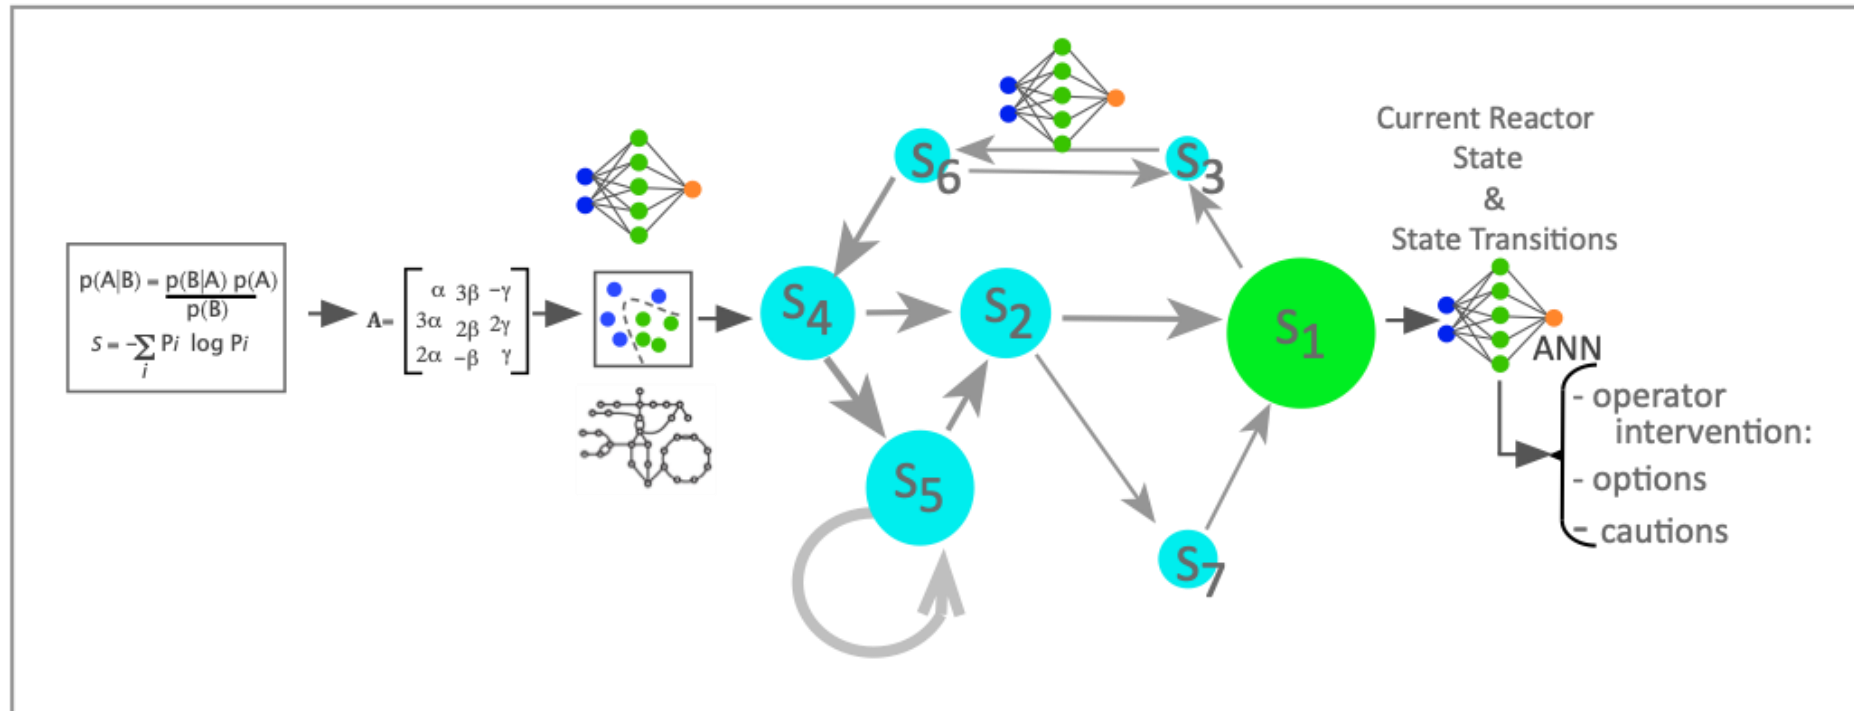 p(A|B) = p(B|A) p(A)
p(B)
S = -∑ Pi log Pi
i
A=
α 3β -γ
3α 2β 2γ
2α -β γ
S6
S3
S4
S2
S1
S5
S7
Current Reactor
State
&
State Transitions
ANN
- operator
intervention:
- options
- cautions